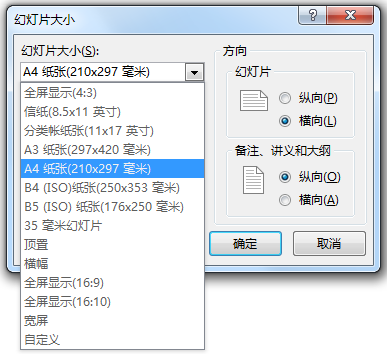 幻灯片大小
幻灯片大小(S):
A4 纸张(210x297 毫米)
全屏显示(4:3)
信纸(8.5x11 英寸)
分类帐纸张(11x17 英寸)
A3 纸张(297x420 毫米)
A4 纸张(210x297 毫米)
B4 (ISO)纸张(250x353 毫米)
B5 (ISO)纸张(176x250 毫米)
35 毫米幻灯片
顶置
横幅
全屏显示(16:9)
全屏显示(16:10)
宽屏
自定义
方向
幻灯片
纵向(P)
横向(L)
备注、讲义和大纲
纵向(O)
横向(A)
确定
取消